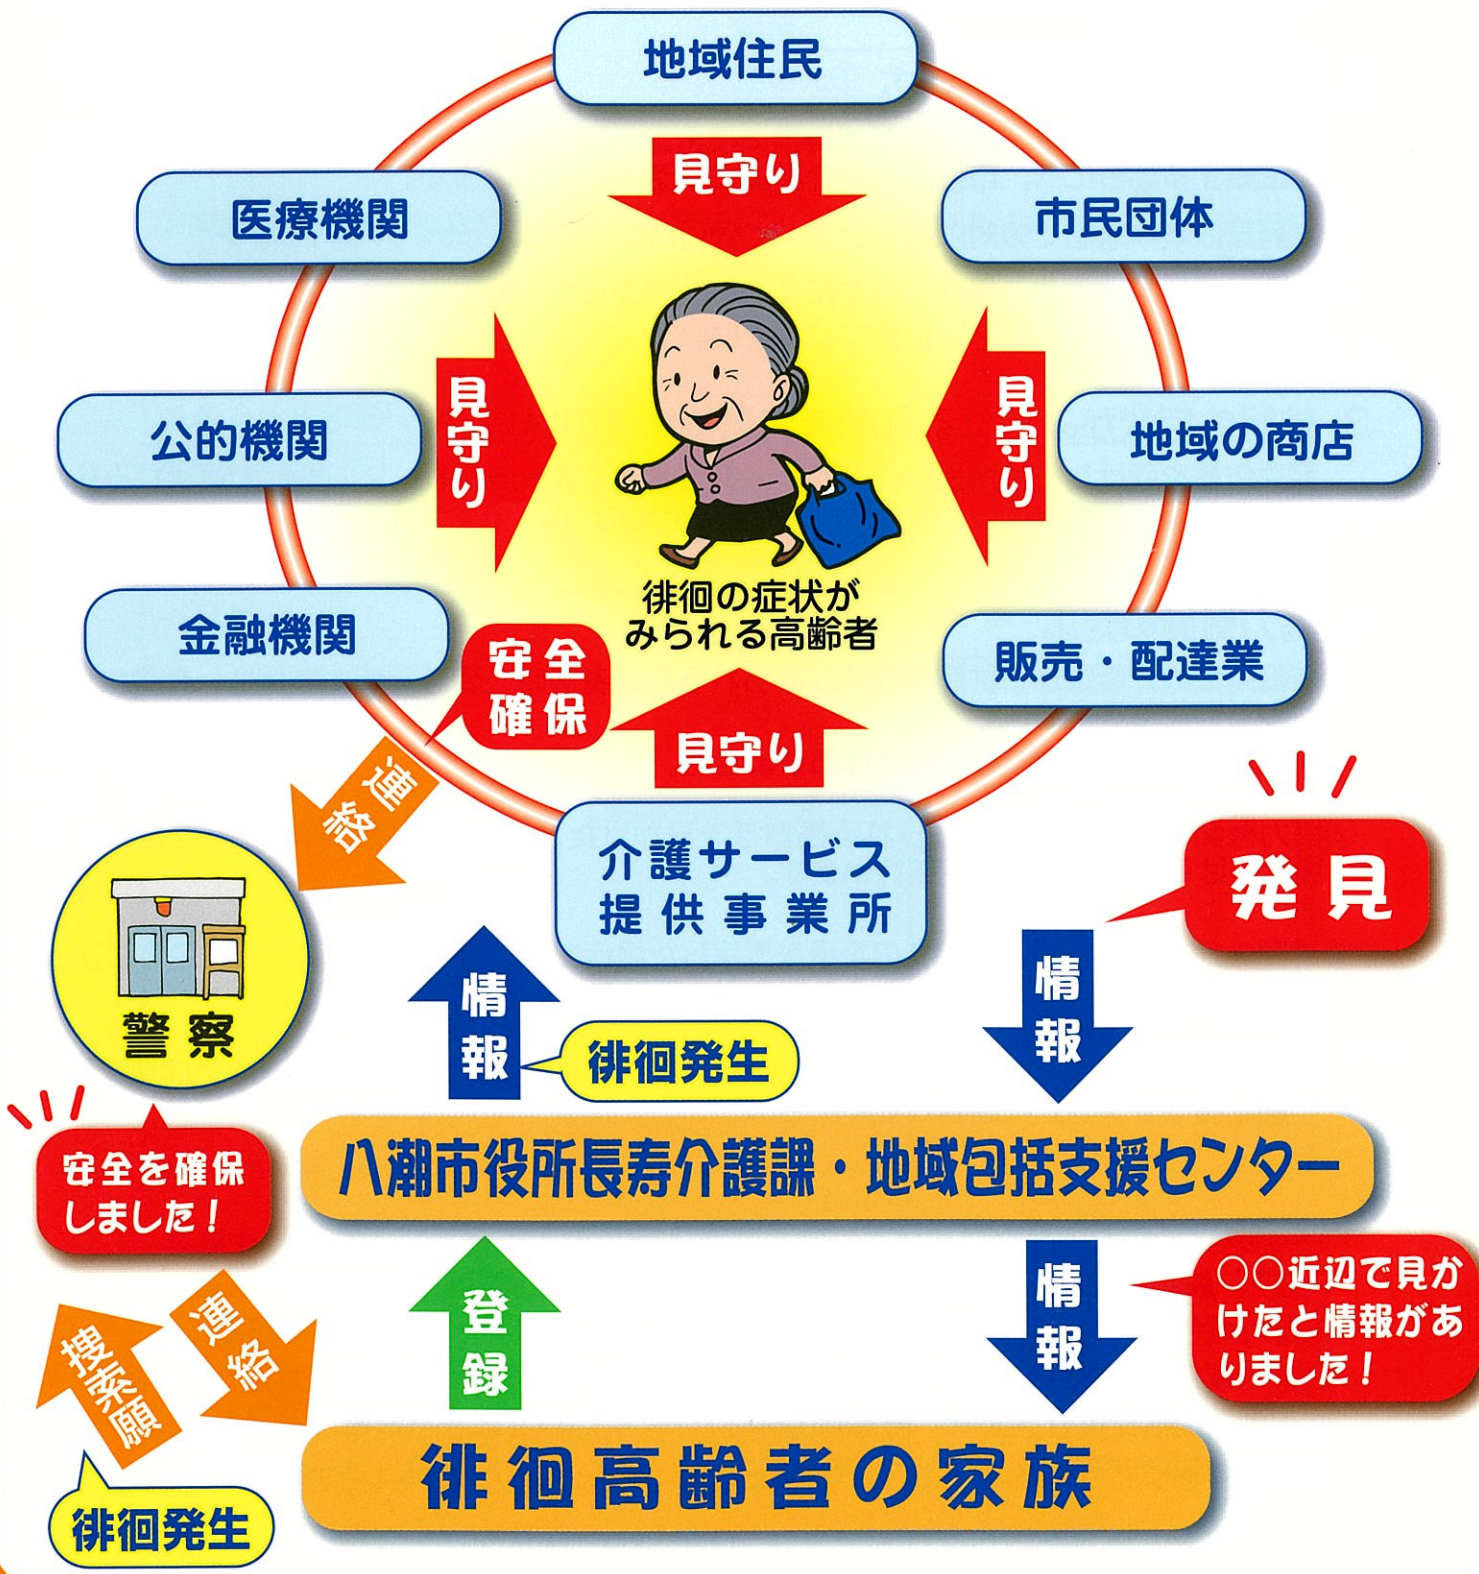 地域住民
見守り
医療機関
市民団体
見守り
見守り
公的機関
地域の商店
徘徊の症状が
みられる高齢者
金融機関
安全
確保
販売・配達業
見守り
連絡
介護サービス
提供事業所
発見
警察
情報
徘徊発生
情報
安全を確保
しました!
八潮市役所長寿介護課・地域包括支援センター
捜索願
連絡
登録
情報
○○近辺で見か
けたと情報があ
りました!
徘徊高齢者の家族
徘徊発生